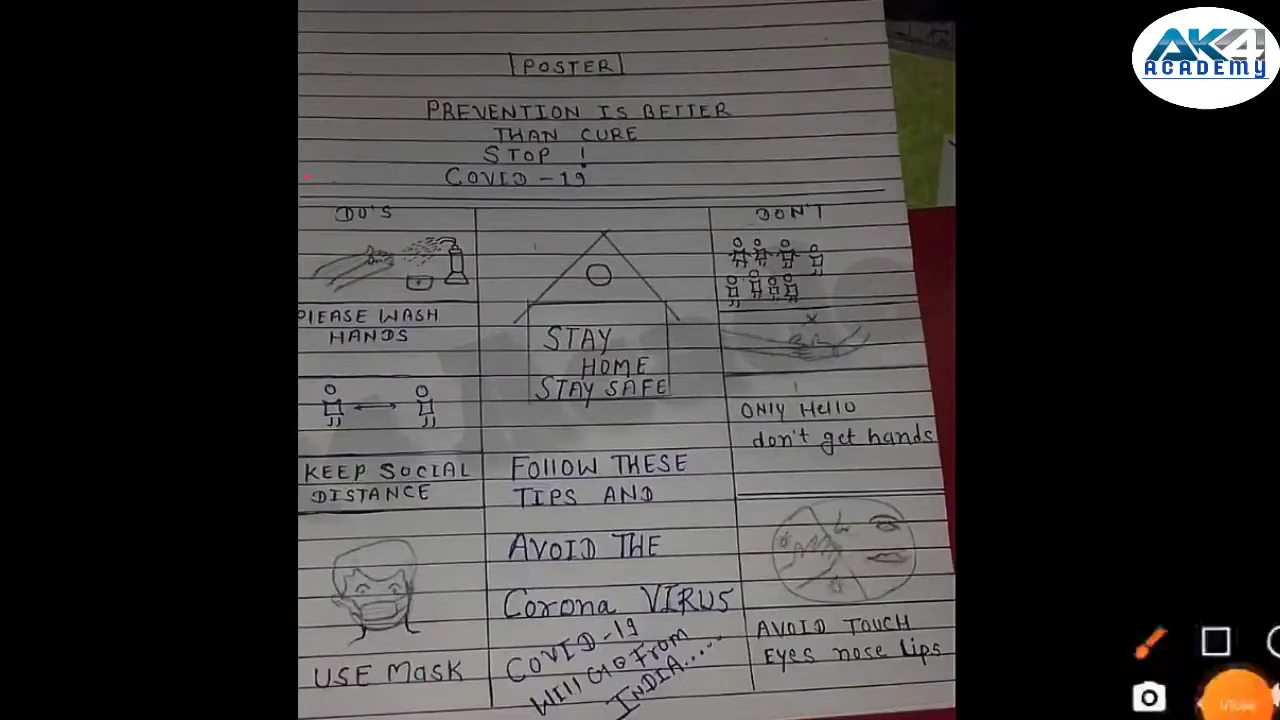 AK4
ACADEMY
POSTER
PREVENTION IS BETTER
THAN CURE
STOP !
COVID-19
DO'S
PLEASE WASH
HANDS
KEEP SOCIAL
DISTANCE
USE MASK
STAY
HOME
STAY SAFE
FOLLOW THESE
TIPS AND
AVOID THE
Corona VIRUS
COVID-19
WILL GO FROM
INDIA.....
DON'T
ONLY Hello
don't get hands
AVOID TOUCH
Eyes nose Lips